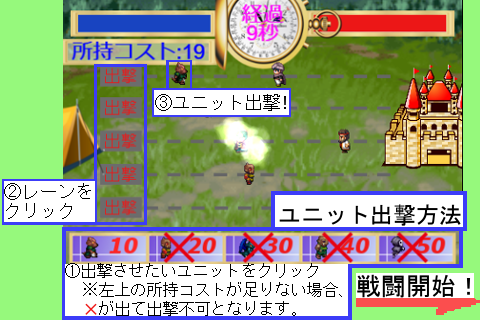 経過
9秒
所持コスト:19
出撃
出撃
出撃
出撃
出撃
③ユニット出撃!
②レーンを
クリック
ユニット出撃方法
10
20
30
40
50
①出撃させたいユニットをクリック
※左上の所持コストが足りない場合、
×が出て出撃不可となります。
戦闘開始！